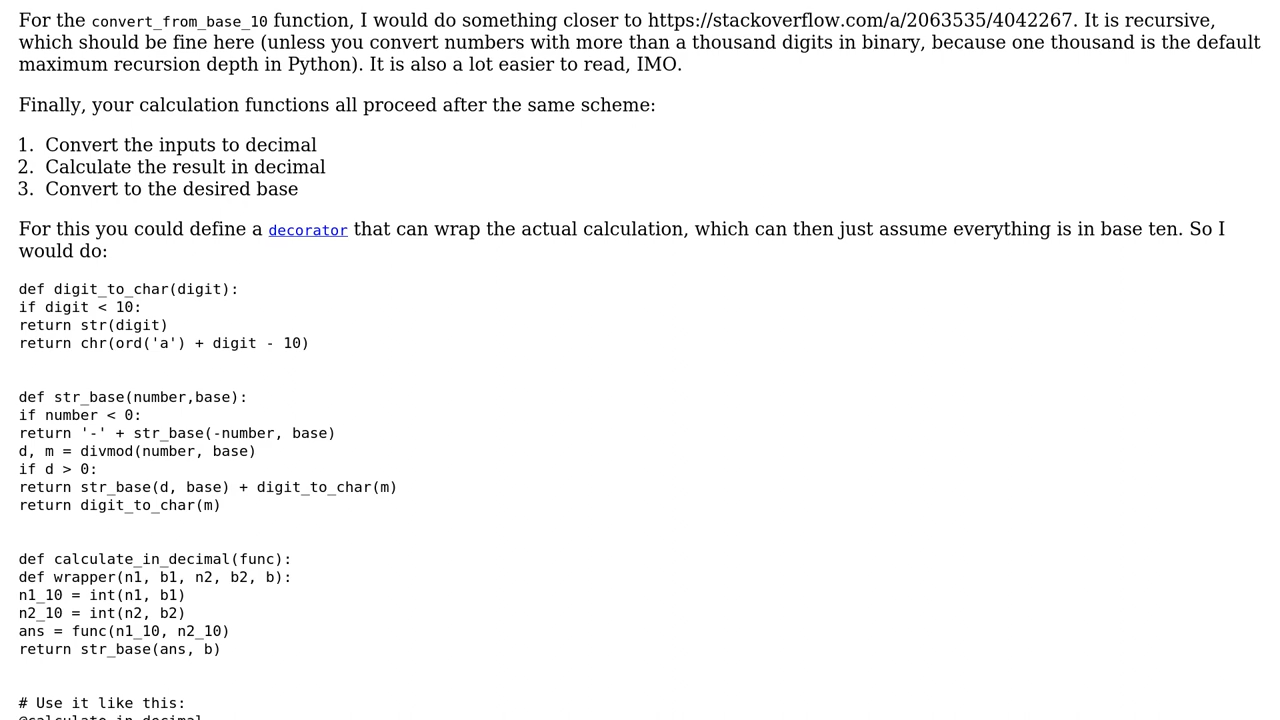 For the convert_from_base_10 function, I would do something closer to https://stackoverflow.com/a/2063535/4042267. It is recursive,
which should be fine here (unless you convert numbers with more than a thousand digits in binary, because one thousand is the default
maximum recursion depth in Python). It is also a lot easier to read, IMO.
Finally, your calculation functions all proceed after the same scheme:
1. Convert the inputs to decimal
2. Calculate the result in decimal
3. Convert to the desired base
For this you could define a decorator that can wrap the actual calculation, which can then just assume everything is in base ten. So I
would do:
def digit_to_char(digit):
if digit < 10:
return str(digit)
return chr(ord('a') + digit - 10)
def str_base(number,base):
if number < 0:
return '-' + str_base(-number, base)
d, m = divmod(number, base)
if d > 0:
return str_base(d, base) + digit_to_char(m)
return digit_to_char(m)
def calculate_in_decimal(func):
def wrapper(n1, b1, n2, b2, b):
n1_10 = int(n1, b1)
n2_10 = int(n2, b2)
ans = func(n1_10, n2_10)
return str_base(ans, b)
# Use it like this:
@calculate_in_decimal